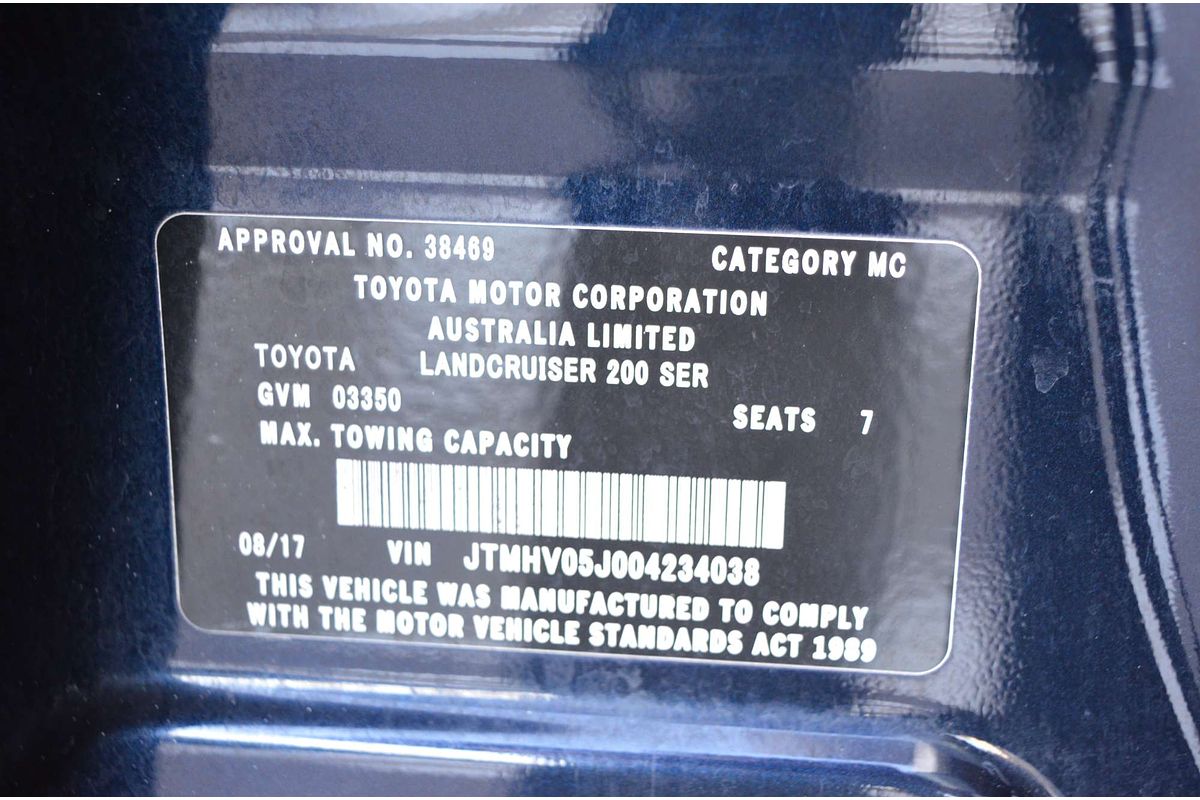 APPROVAL NO. 38469 CATEGORY MC
TOYOTA MOTOR CORPORATION
AUSTRALIA LIMITED
TOYOTA LANDCRUISER 200 SER
GVM 03350 SEATS 7
MAX. TOWING CAPACITY
08/17 VIN JTMHV05J004234038
THIS VEHICLE WAS MANUFACTURED TO COMPLY
WITH THE MOTOR VEHICLE STANDARDS ACT 1989